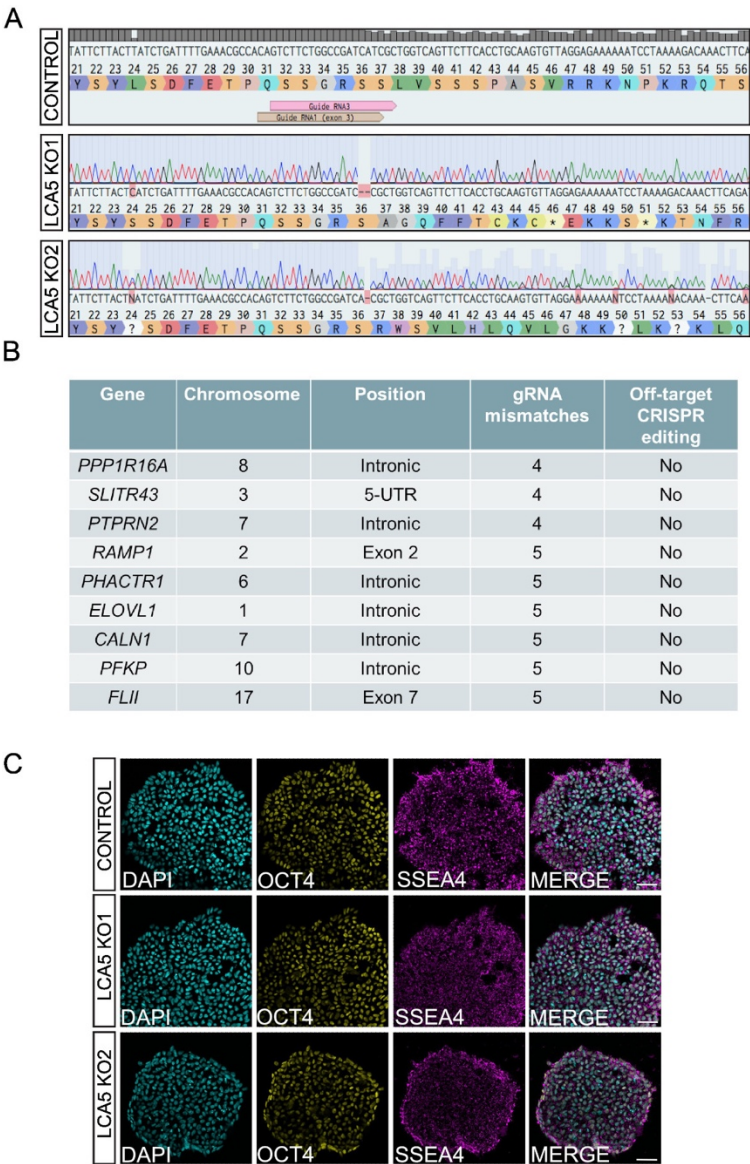 A
CONTROL
TATTCTTACTTATCTGATTTTGAAACGCCACAGTCTTCTGGCCGATCATCGCTGGTCAGTTCTTCACCTGCAAGTGTTAGGAGAAAAAATCCTAAAAGACAAACTTCA
21 22 23 24 25 26 27 28 29 30 31 32 33 34 35 36 37 38 39 40 41 42 43 44 45 46 47 48 49 50 51 52 53 54 55 56
Y S Y L S D F E T P Q S S G R S S L V S S S P A S V R R K N P K R Q T S
Guide RNA3
Guide RNA1 (exon 3)
LCA5 KO1
TATTCTTACTCATCTGATTTTGAAACGCCACAGTCTTCTGGCCGATC--CGCTGGTCAGTTCTTCACCTGCAAGTGTTAGGAGAAAAAATCCTAAAAGACAAACTTCAGA
21 22 23 24 25 26 27 28 29 30 31 32 33 34 35 36 37 38 39 40 41 42 43 44 45 46 47 48 49 50 51 52 53 54 55 56
Y S Y S S D F E T P Q S S G R S A G Q F F T C K C * E K K S * K T N F R
LCA5 KO2
TATTCTTACTNATCTGATTTTGAAACGCCACAGTCTTCTGGCCGATCA-CGCTGGTCAGTTCTTCACCTGCAAGTGTTAGGAAAAAAANTCCTAAAANACAAA-CTTCAA
21 22 23 24 25 26 27 28 29 30 31 32 33 34 35 36 37 38 39 40 41 42 43 44 45 46 47 48 49 50 51 52 53 54 55 56
Y S Y ? S D F E T P Q S S G R S R W S V L H L Q V L G K K ? L K ? K L Q
B
Gene Chromosome Position gRNA mismatches Off-target CRISPR editing
PPP1R16A 8 Intronic 4 No
SLITR43 3 5-UTR 4 No
PTPRN2 7 Intronic 4 No
RAMP1 2 Exon 2 5 No
PHACTR1 6 Intronic 5 No
ELOVL1 1 Intronic 5 No
CALN1 7 Intronic 5 No
PFKP 10 Intronic 5 No
FLII 17 Exon 7 5 No
C
CONTROL
DAPI OCT4 SSEA4 MERGE
LCA5 KO1
DAPI OCT4 SSEA4 MERGE
LCA5 KO2
DAPI OCT4 SSEA4 MERGE